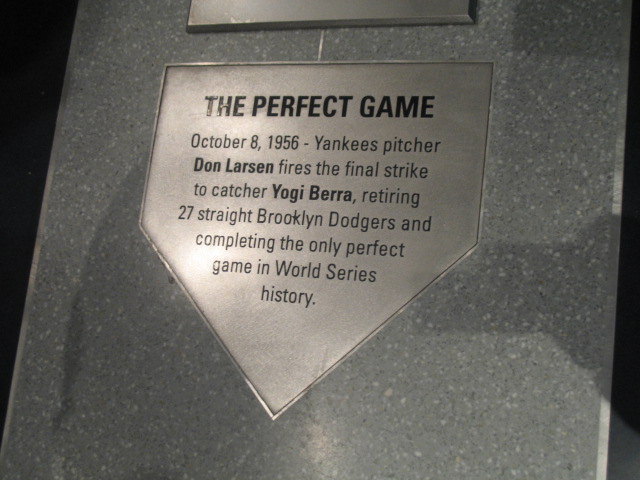 THE PERFECT GAME
October 8, 1956 - Yankees pitcher
Don Larsen fires the final strike
to catcher Yogi Berra, retiring
27 straight Brooklyn Dodgers and
completing the only perfect
game in World Series
history.